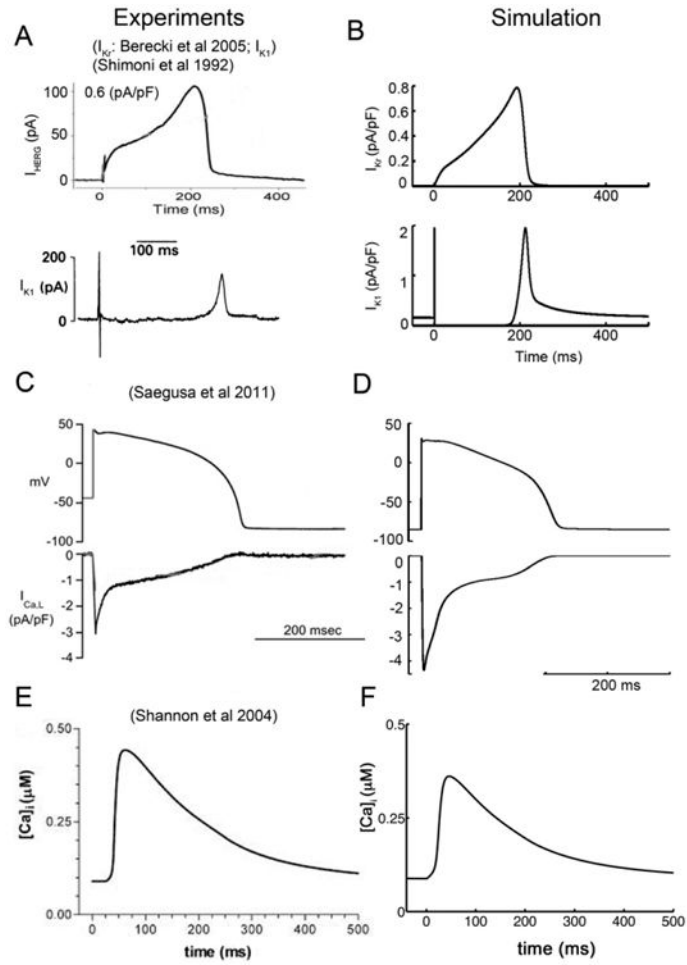 Experiments
Simulation
A
(I_Kr: Berecki et al 2005; I_K1)
(Shimoni et al 1992)
0.6 (pA/pF)
100
50
0
I_HERG (pA)
0
200
400
Time (ms)
100 ms
200
0
I_K1 (pA)
B
0.8
0.6
0.4
0.2
0
I_Kr (pA/pF)
0
200
400
2
1
0
I_K1 (pA/pF)
0
200
400
Time (ms)
C
(Saegusa et al 2011)
50
0
-50
-100
mV
0
-1
-2
-3
-4
I_Ca,L
(pA/pF)
200 msec
D
50
0
-50
-100
0
-1
-2
-3
-4
200 ms
E
(Shannon et al 2004)
0.50
0.25
0.00
[Ca]i (µM)
0
100
200
300
400
500
time (ms)
F
0.5
0.25
0
[Ca]i (µM)
0
100
200
300
400
500
time (ms)